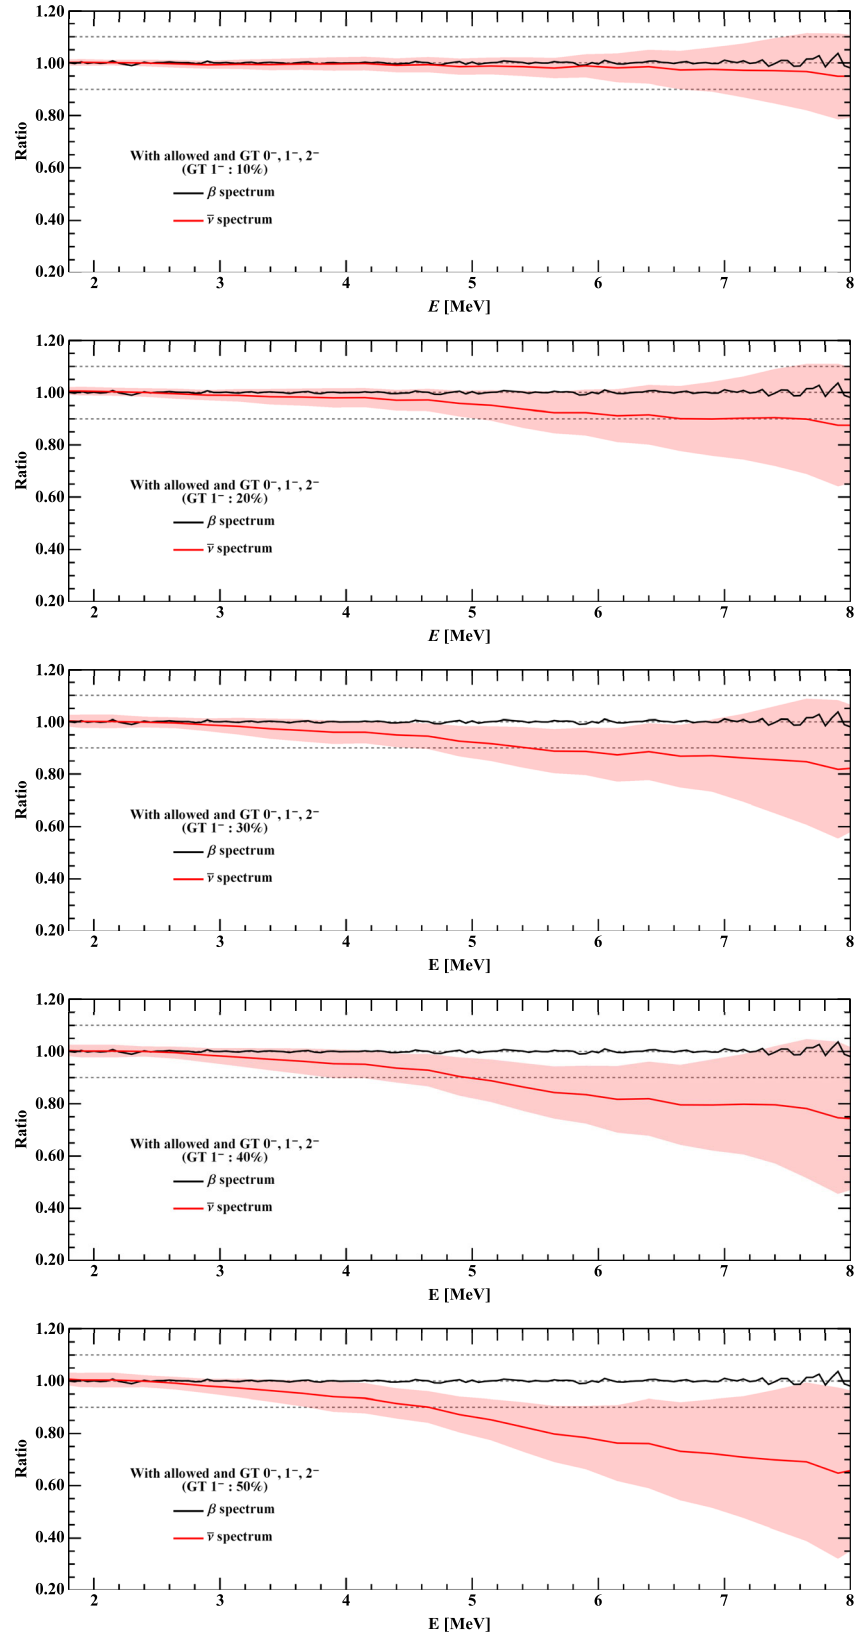 1.20
1.00
0.80
0.60
0.40
0.20
Ratio
With allowed and GT 0⁻, 1⁻, 2⁻
(GT 1⁻ : 10%)
β spectrum
ν̅ spectrum
2 3 4 5 6 7 8
E [MeV]
1.20
1.00
0.80
0.60
0.40
0.20
Ratio
With allowed and GT 0⁻, 1⁻, 2⁻
(GT 1⁻ : 20%)
β spectrum
ν̅ spectrum
2 3 4 5 6 7 8
E [MeV]
1.20
1.00
0.80
0.60
0.40
0.20
Ratio
With allowed and GT 0⁻, 1⁻, 2⁻
(GT 1⁻ : 30%)
β spectrum
ν̅ spectrum
2 3 4 5 6 7 8
E [MeV]
1.20
1.00
0.80
0.60
0.40
0.20
Ratio
With allowed and GT 0⁻, 1⁻, 2⁻
(GT 1⁻ : 40%)
β spectrum
ν̅ spectrum
2 3 4 5 6 7 8
E [MeV]
1.20
1.00
0.80
0.60
0.40
0.20
Ratio
With allowed and GT 0⁻, 1⁻, 2⁻
(GT 1⁻ : 50%)
β spectrum
ν̅ spectrum
2 3 4 5 6 7 8
E [MeV]